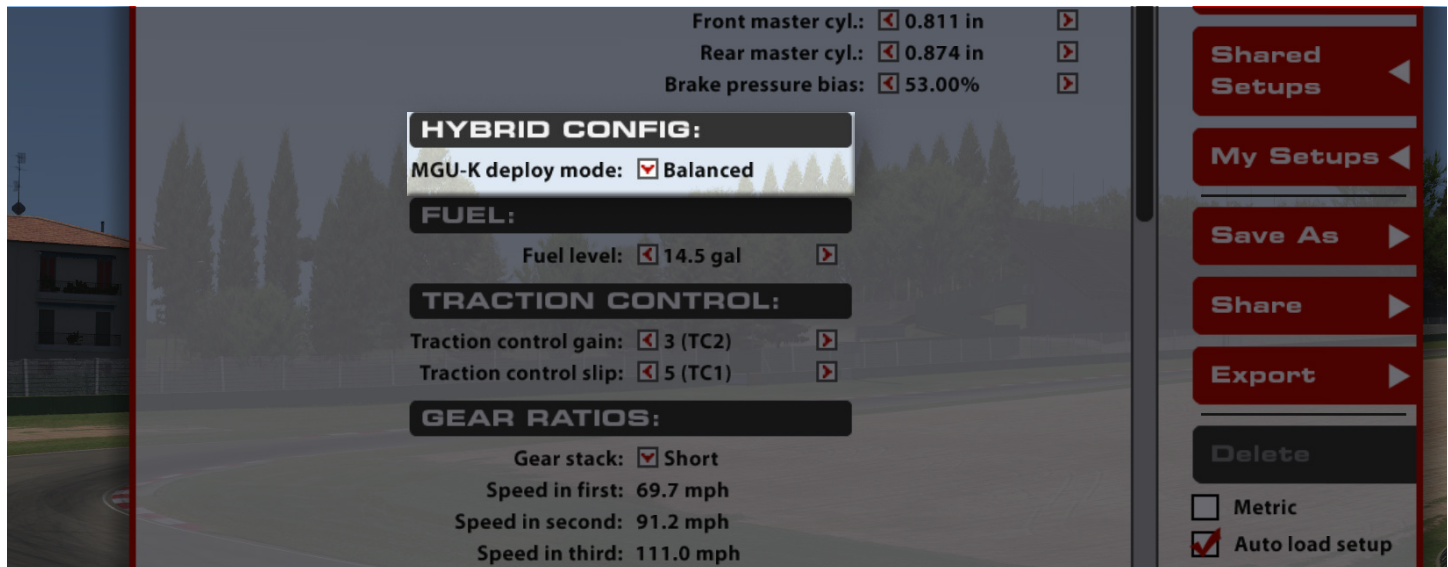 Front master cyl.: 0.811 in
Rear master cyl.: 0.874 in
Brake pressure bias: 53.00%
HYBRID CONFIG:
MGU-K deploy mode: Balanced
FUEL:
Fuel level: 14.5 gal
TRACTION CONTROL:
Traction control gain: 3 (TC2)
Traction control slip: 5 (TC1)
GEAR RATIOS:
Gear stack: Short
Speed in first: 69.7 mph
Speed in second: 91.2 mph
Speed in third: 111.0 mph
Shared
Setups
My Setups
Save As
Share
Export
Delete
Metric
Auto load setup